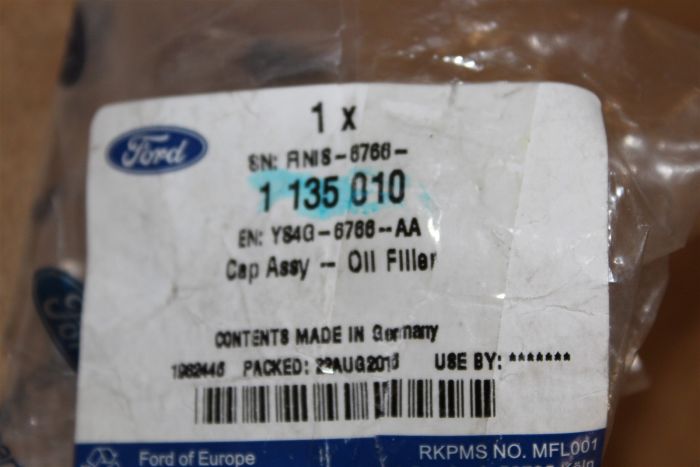 1 x
Ford
SN: RNIS-6766-
1 135 010
EN: YS4G-6766-AA
Cap Assy - Oil Filler
CONTENTS MADE IN Germany
PACKED: USE BY: *******
Ford of Europe
RKPMS NO. MFL001